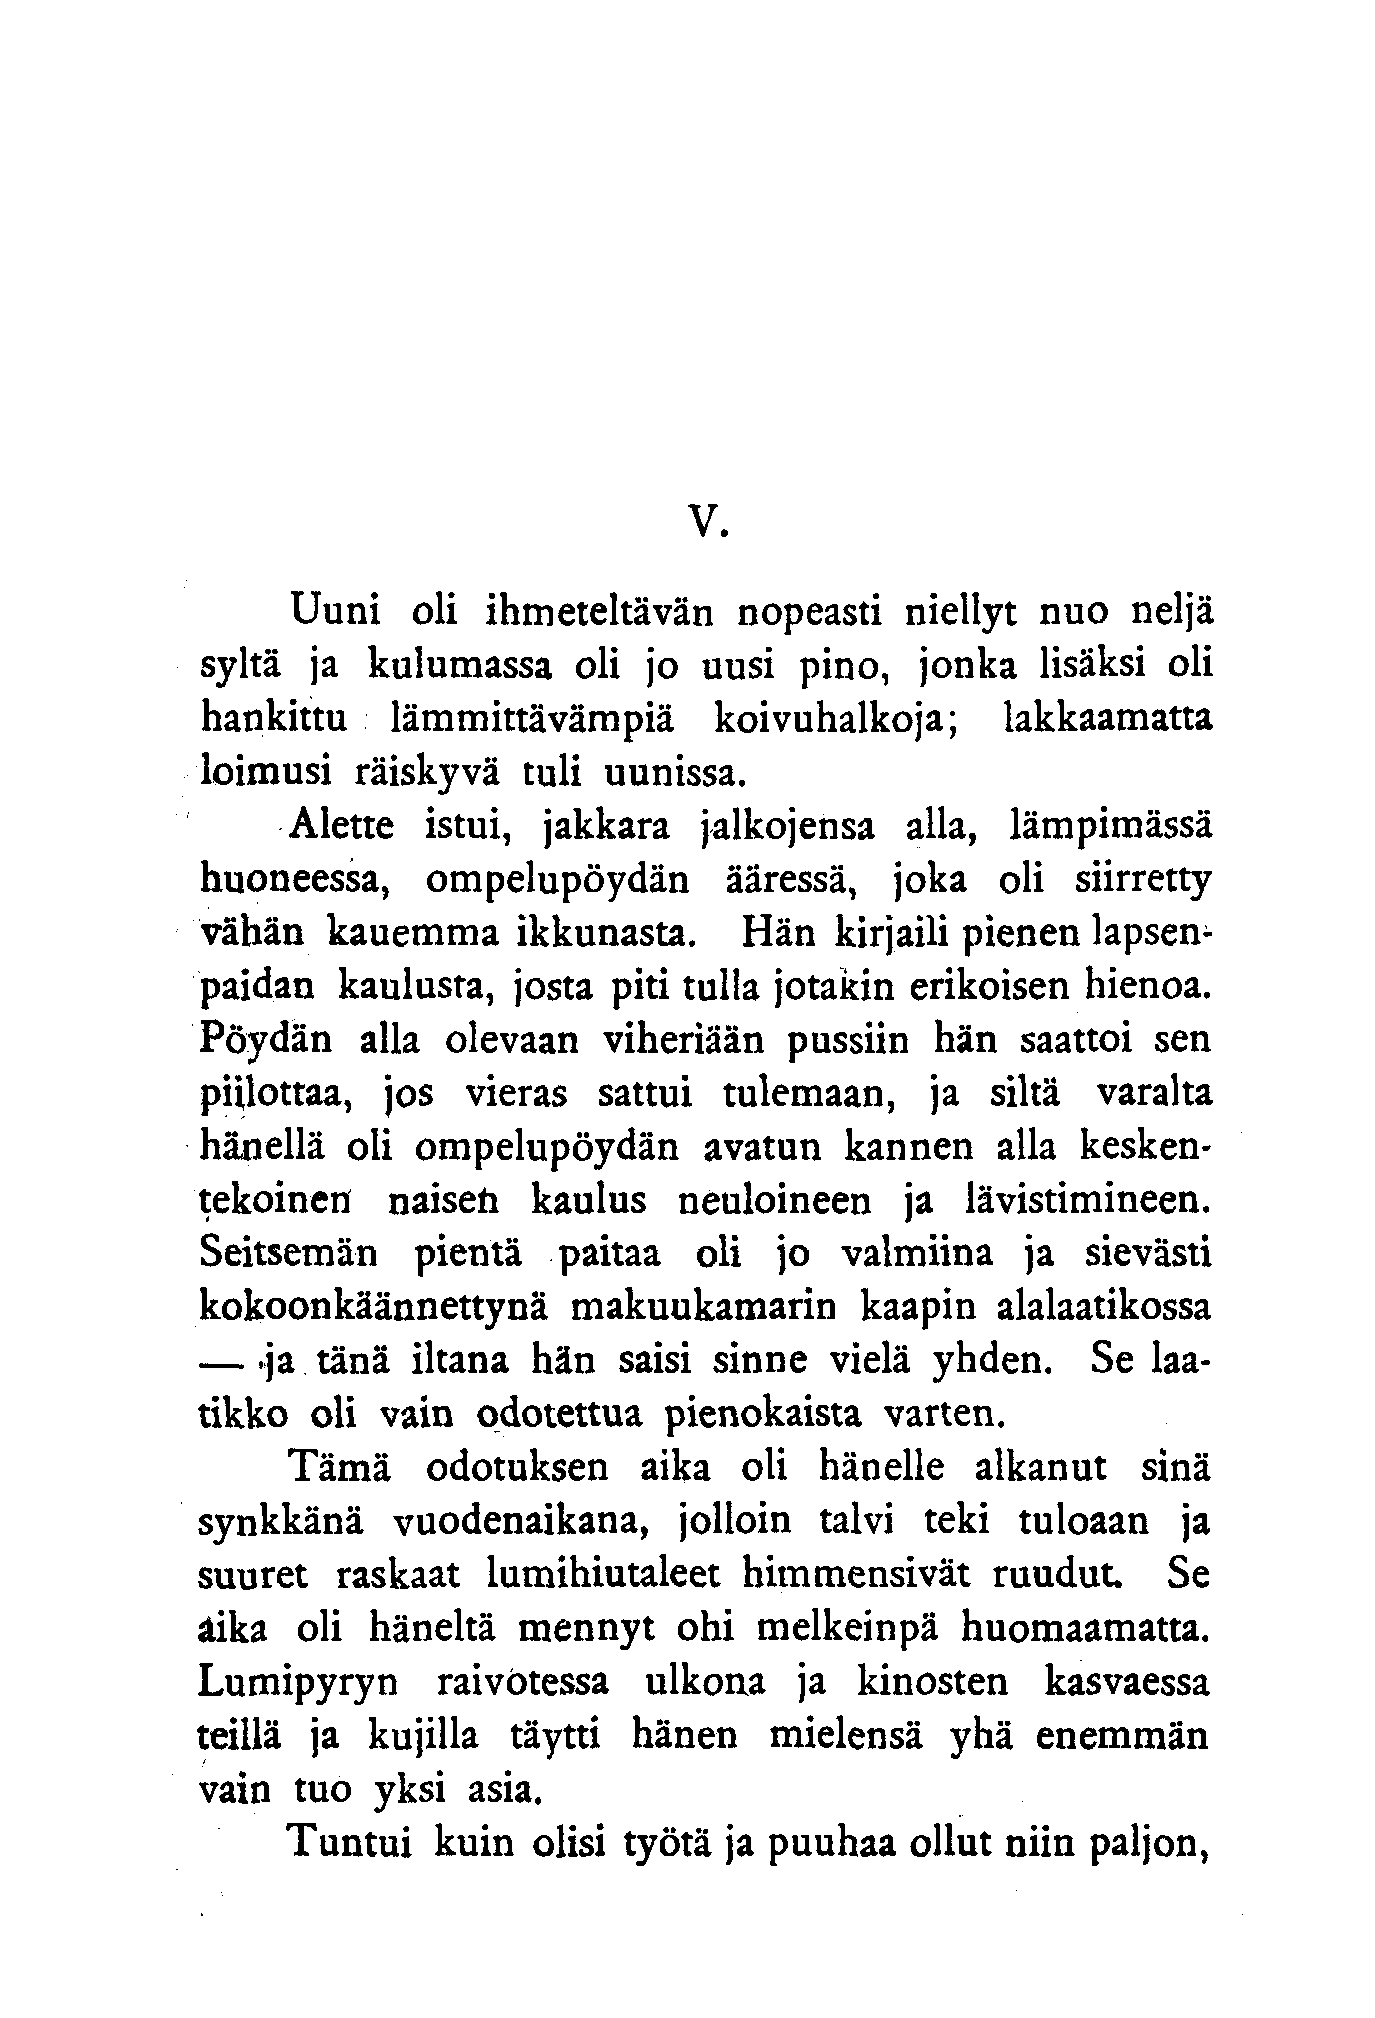 V.
Uuni oli ihmeteltävän nopeasti niellyt nuo neljä
syltä ja kulumassa oli jo uusi pino, jonka lisäksi oli
hankittu lämmittävämpiä koivuhalkoja; lakkaamatta
loimusi räiskyvä tuli uunissa.
Alette istui, jakkara jalkojensa alla, lämpimässä
huoneessa, ompelupöydän ääressä, joka oli siirretty
vähän kauemma ikkunasta. Hän kirjaili pienen lapsen-
paidan kaulusta, josta piti tulla jotakin erikoisen hienoa.
Pöydän alla olevaan viheriään pussiin hän saattoi sen
piilottaa, jos vieras sattui tulemaan, ja siltä varalta
hänellä oli ompelupöydän avatun kannen alla kesken-
tekoinen naisen kaulus neuloineen ja lävistimineen.
Seitsemän pientä paitaa oli jo valmiina ja sievästi
kokoonkäännettynä makuukamarin kaapin alalaatikossa
— ja tänä iltana hän saisi sinne vielä yhden. Se laa-
tikko oli vain odotettua pienokaista varten.
Tämä odotuksen aika oli hänelle alkanut sinä
synkkänä vuodenaikana, jolloin talvi teki tuloaan ja
suuret raskaat lumihiutaleet himmensivät ruudut. Se
aika oli häneltä mennyt ohi melkeinpä huomaamatta.
Lumipyryn raivotessa ulkona ja kinosten kasvaessa
teillä ja kujilla täytti hänen mielensä yhä enemmän
vain tuo yksi asia.
Tuntui kuin olisi työtä ja puuhaa ollut niin paljon,